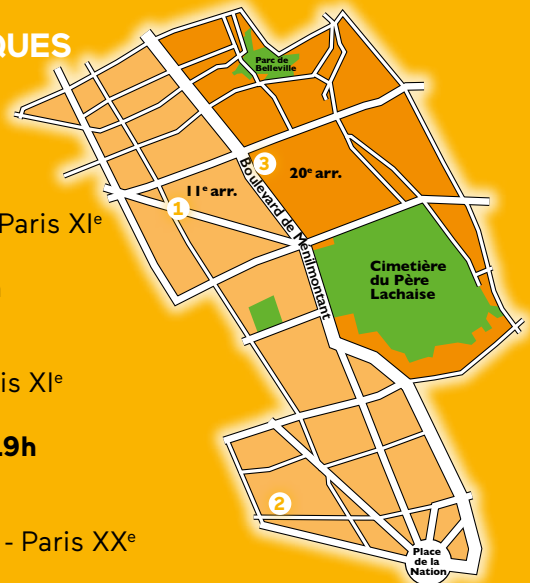 QUES
Parc de
Belleville
3
20e arr.
11e arr.
1
Boulevard de Ménilmontant
Paris XIe
Cimetière
du Père
Lachaise
is XIe
9h
2
- Paris XXe
Place
de la
Nation